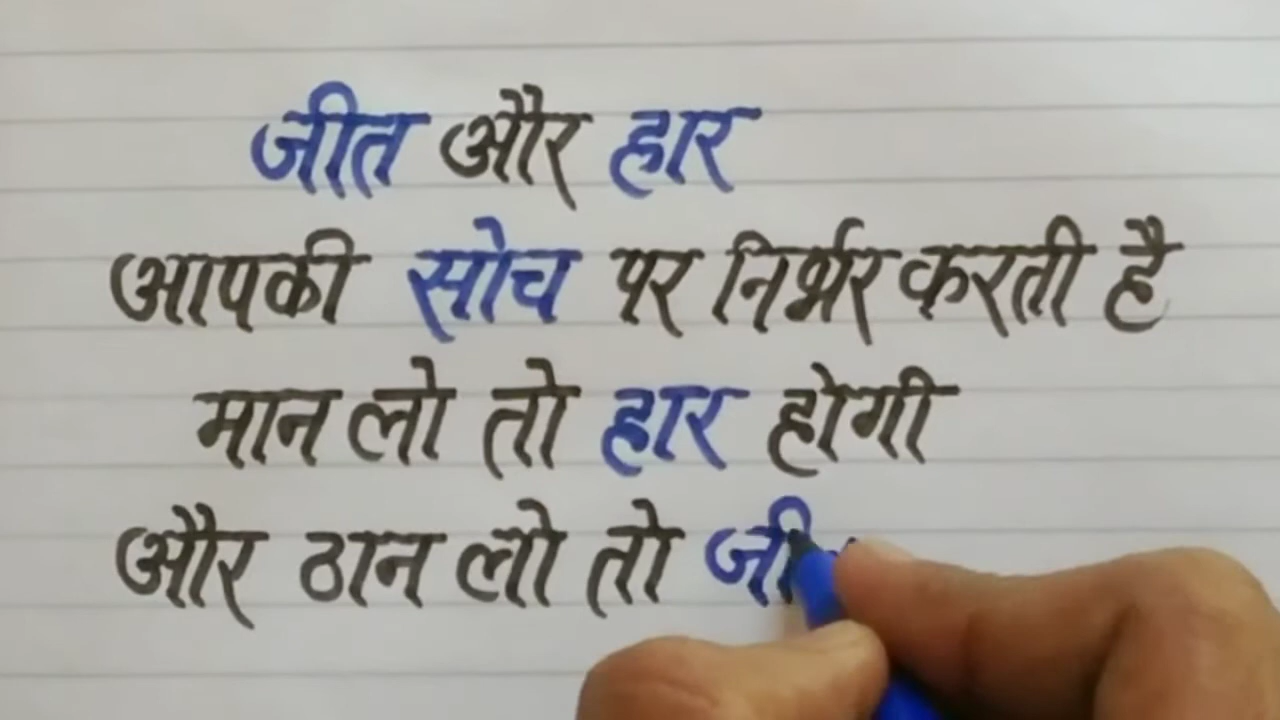 जीत और हार
आपकी सोच पर निर्भर करती है
मान लो तो हार होगी
और ठान लो तो